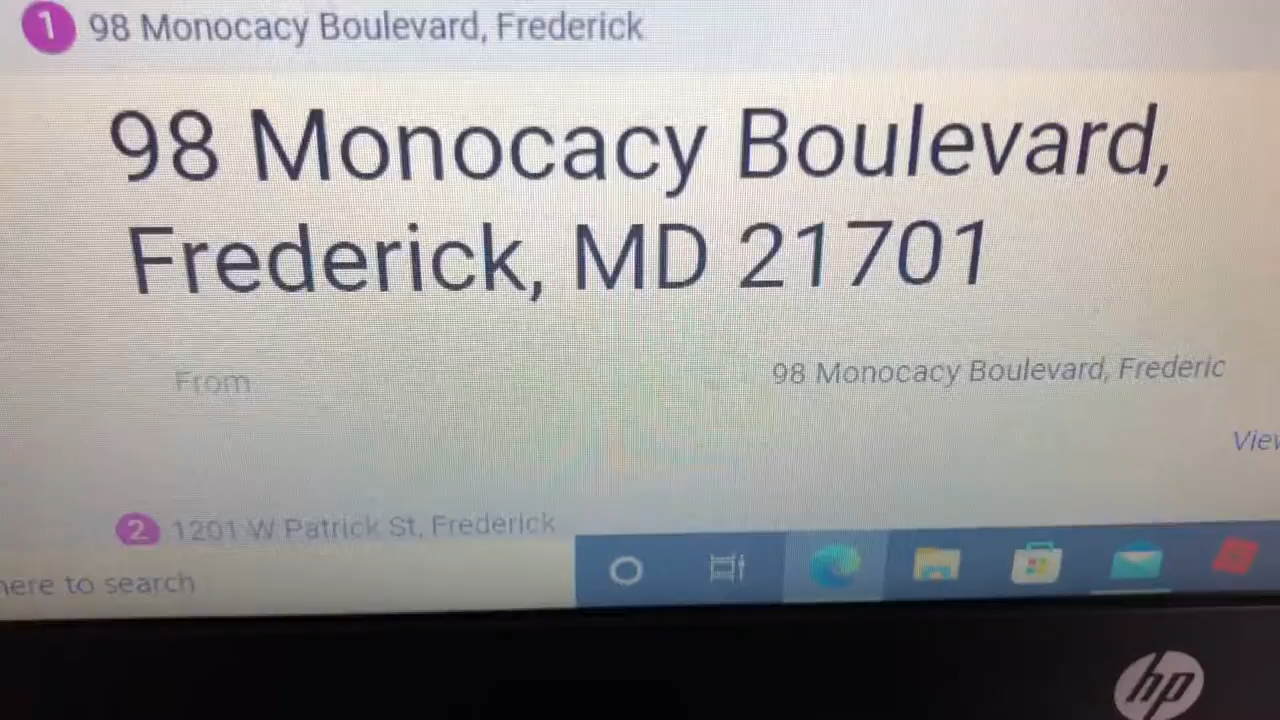 1 98 Monocacy Boulevard, Frederick
98 Monocacy Boulevard,
Frederick, MD 21701
From
98 Monocacy Boulevard, Frederic
View
2 1201 W Patrick St, Frederick
here to search
hp